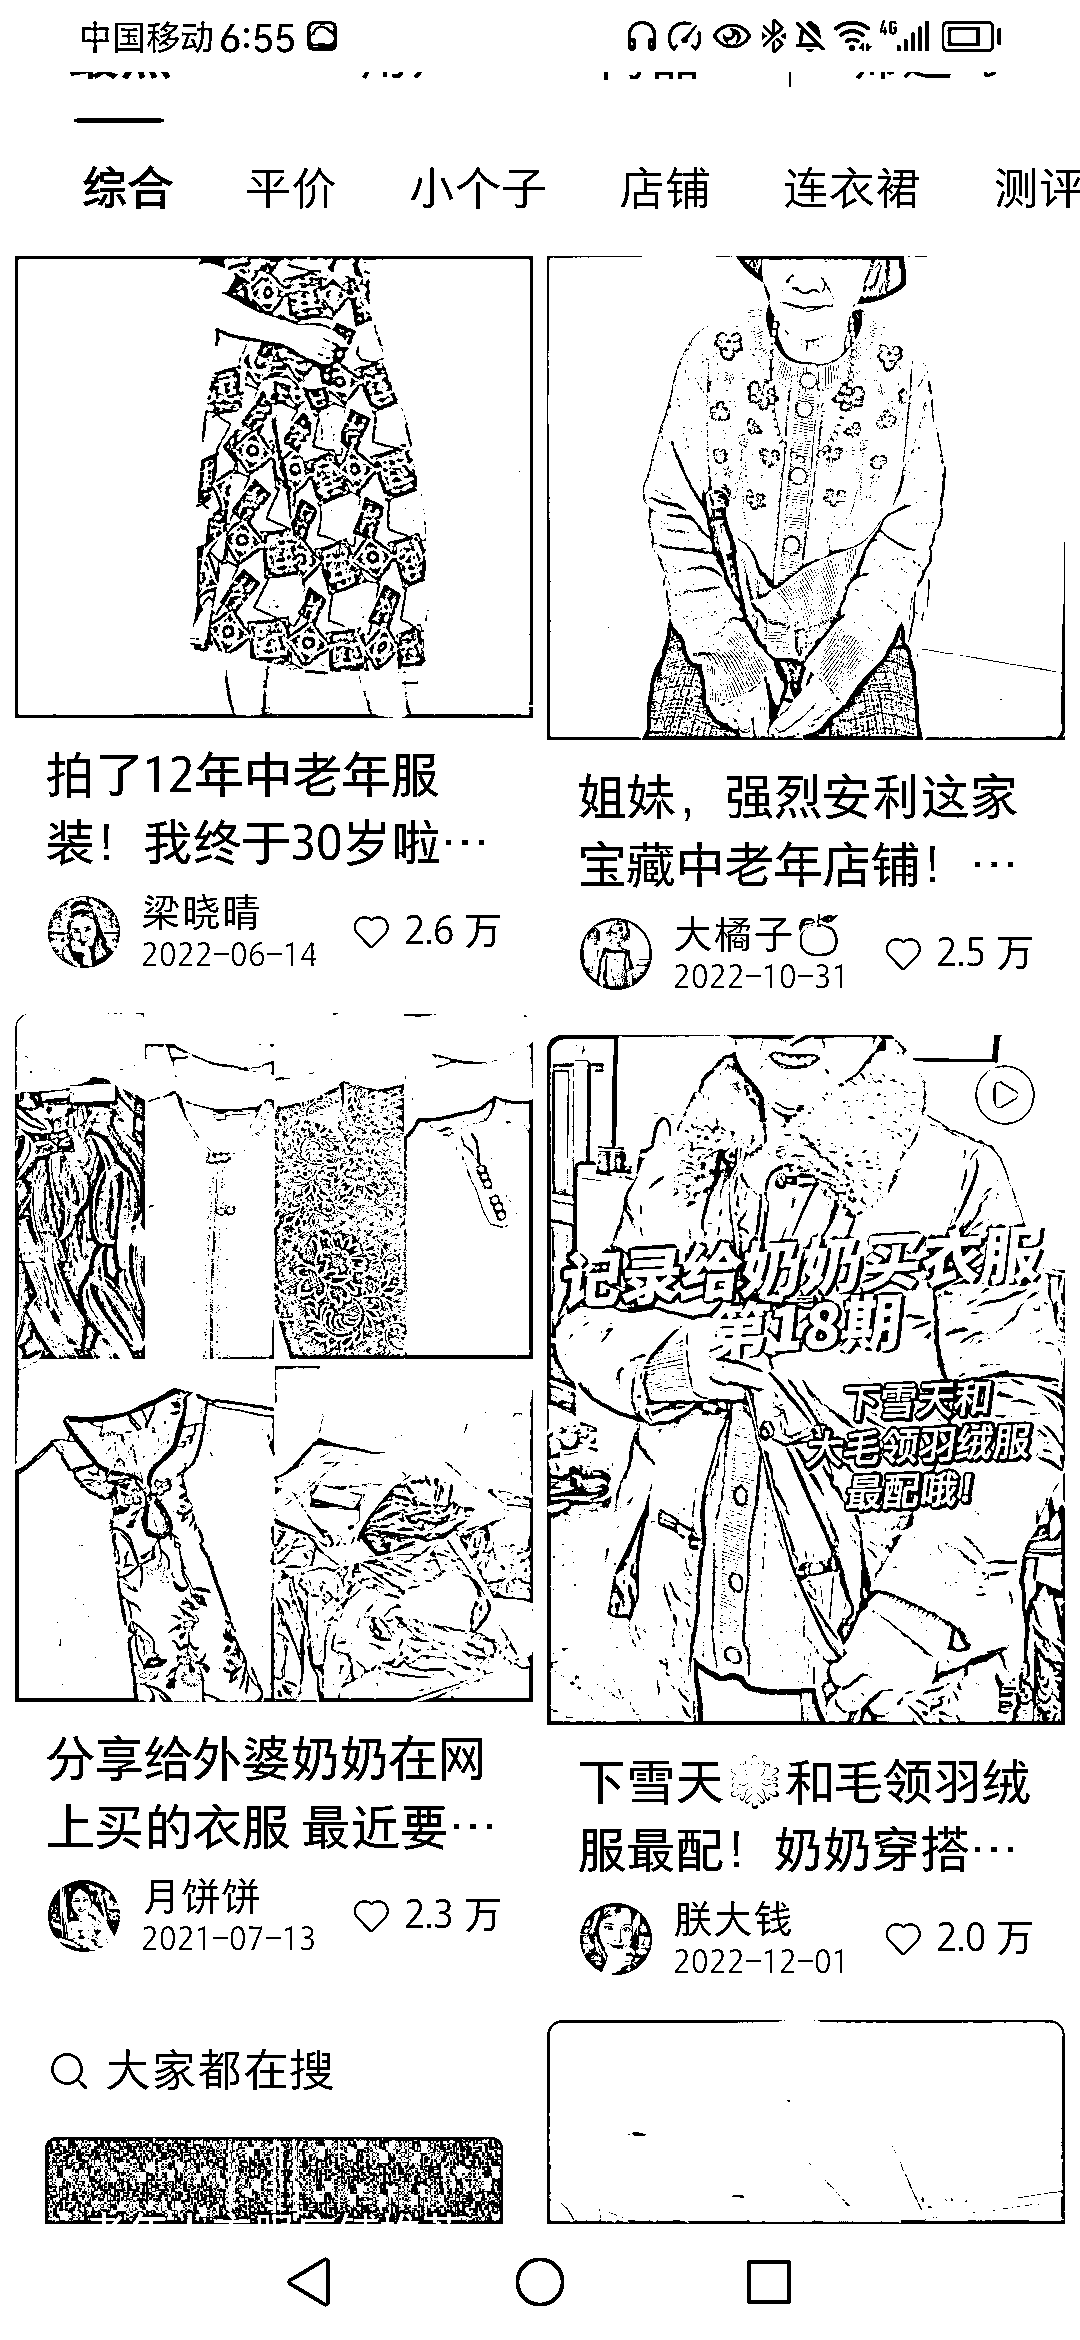 中国移动 6:55 4G
综合 平价 小个子 店铺 连衣裙 测评
拍了12年中老年服
装！我终于30岁啦…
梁晓晴
2022-06-14
2.6 万
姐妹，强烈安利这家
宝藏中老年店铺！…
大橘子
2022-10-31
2.5 万
记录给奶奶买衣服
第18期
下雪天和
大毛领羽绒服
最配哦！
分享给外婆奶奶在网
上买的衣服 最近要…
月饼饼
2021-07-13
2.3 万
下雪天❄和毛领羽绒
服最配！奶奶穿搭…
朕大钱
2022-12-01
2.0 万
大家都在搜